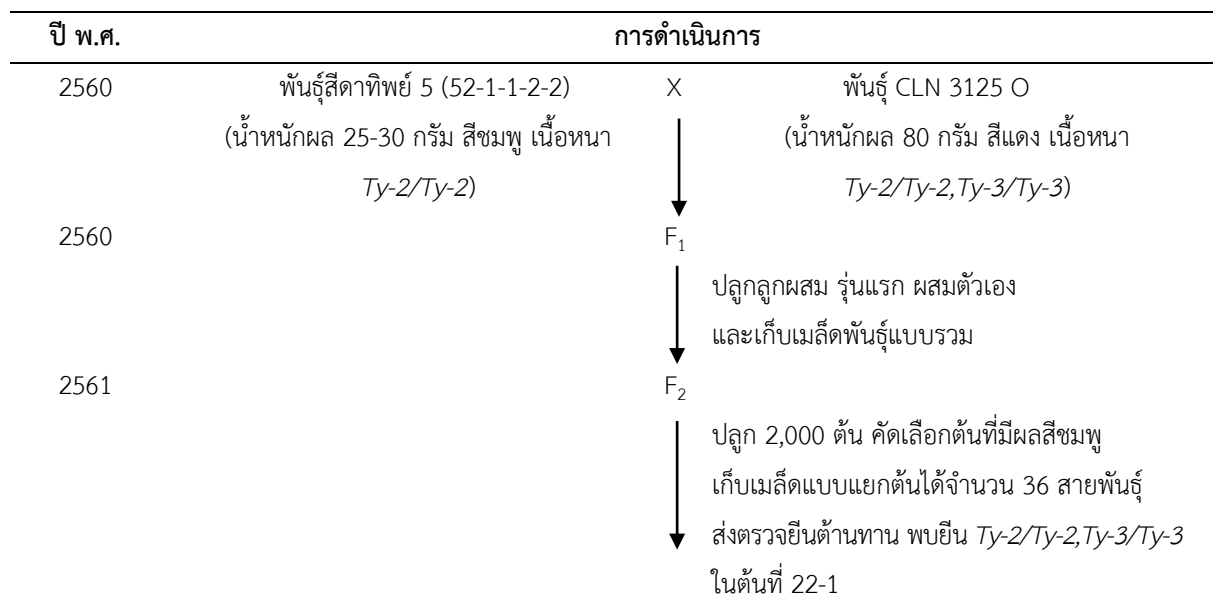 ปี พ.ศ. การดำเนินการ
2560 พันธุ์สีดาทิพย์ 5 (52-1-1-2-2) X พันธุ์ CLN 3125 O
(น้ำหนักผล 25-30 กรัม สีชมพู เนื้อหนา (น้ำหนักผล 80 กรัม สีแดง เนื้อหนา
Ty-2/Ty-2) Ty-2/Ty-2,Ty-3/Ty-3)
2560 F1
ปลูกลูกผสม รุ่นแรก ผสมตัวเอง
และเก็บเมล็ดพันธุ์แบบรวม
2561 F2
ปลูก 2,000 ต้น คัดเลือกต้นที่มีผลสีชมพู
เก็บเมล็ดแบบแยกต้นได้จำนวน 36 สายพันธุ์
ส่งตรวจยีนต้านทาน พบยีน Ty-2/Ty-2,Ty-3/Ty-3
ในต้นที่ 22-1